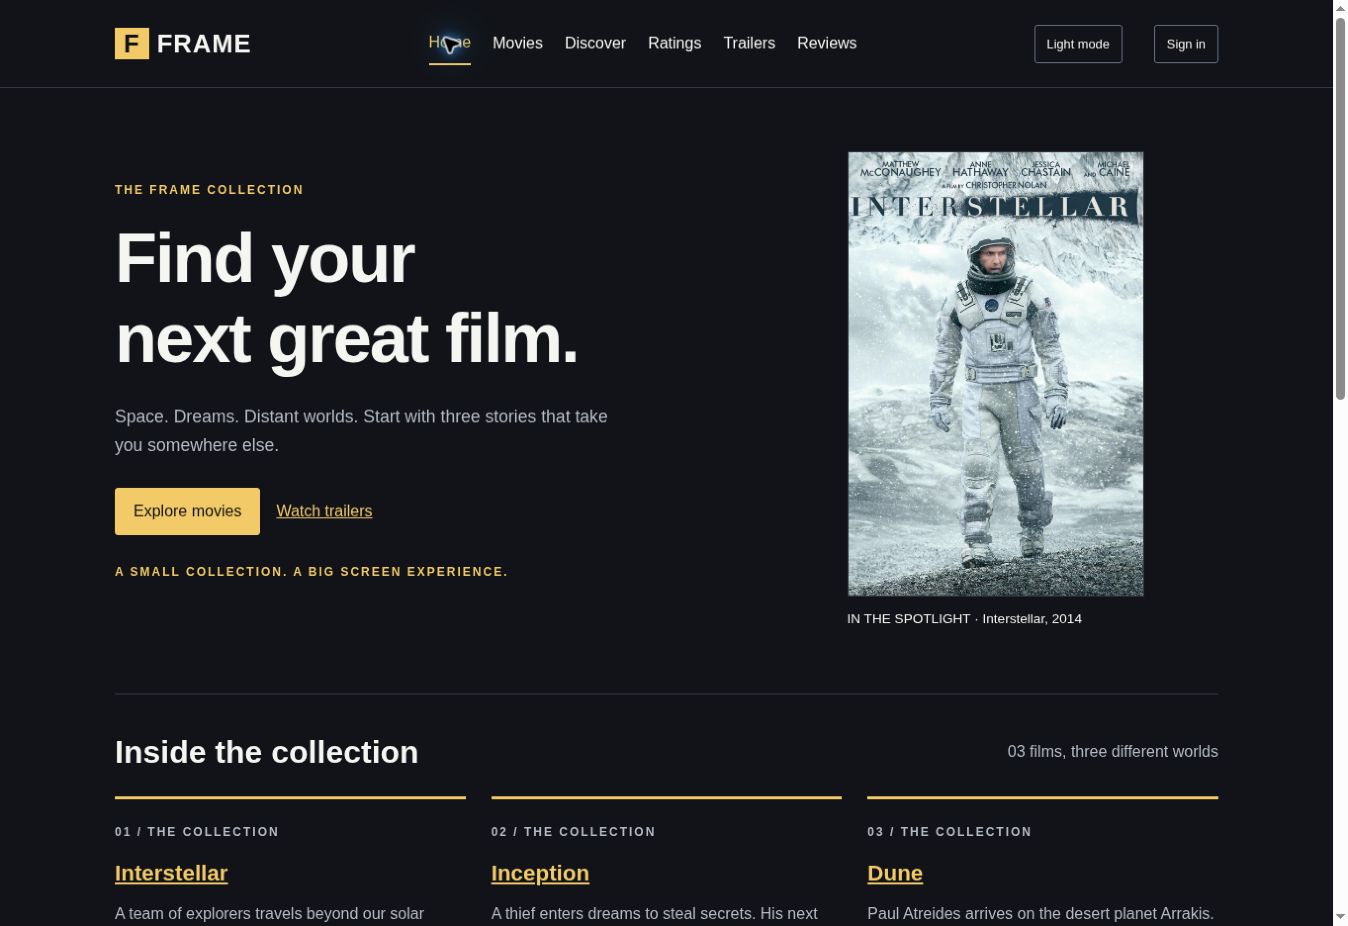 F FRAME
Home Movies Discover Ratings Trailers Reviews
Light mode
Sign in
THE FRAME COLLECTION
Find your
next great film.
Space. Dreams. Distant worlds. Start with three stories that take
you somewhere else.
Explore movies
Watch trailers
A SMALL COLLECTION. A BIG SCREEN EXPERIENCE.
MATTHEW McCONAUGHEY
ANNE HATHAWAY
JESSICA CHASTAIN
AND MICHAEL CAINE
A FILM BY CHRISTOPHER NOLAN
INTERSTELLAR
IN THE SPOTLIGHT · Interstellar, 2014
Inside the collection
03 films, three different worlds
01 / THE COLLECTION
Interstellar
A team of explorers travels beyond our solar
02 / THE COLLECTION
Inception
A thief enters dreams to steal secrets. His next
03 / THE COLLECTION
Dune
Paul Atreides arrives on the desert planet Arrakis.